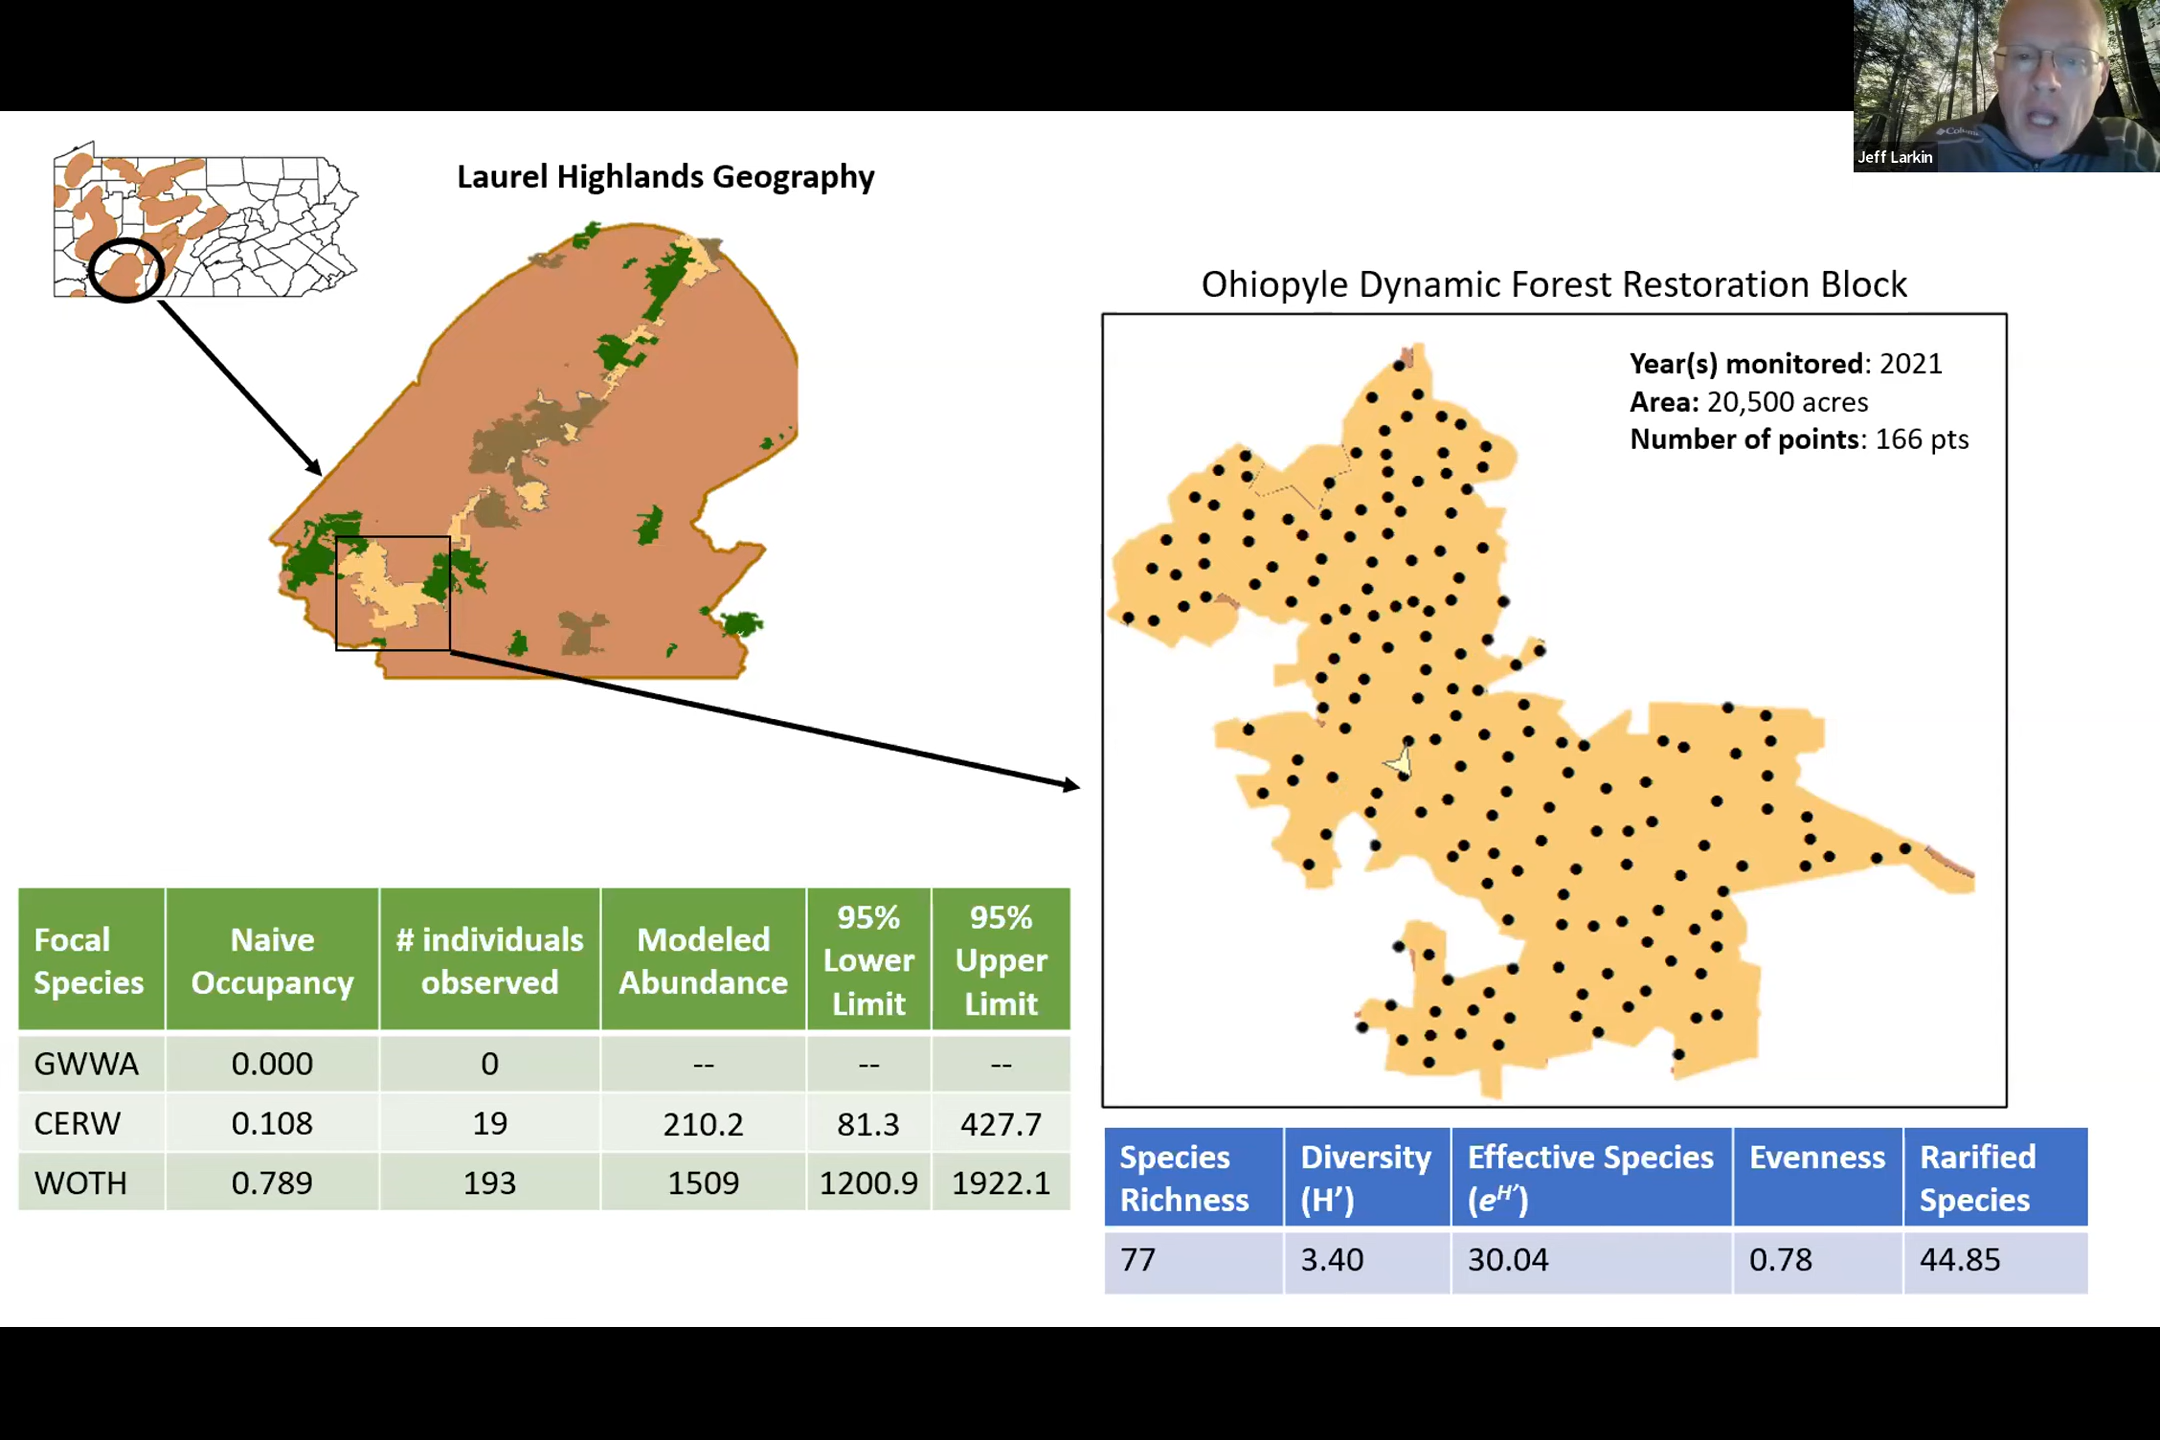 Jeff Larkin
Laurel Highlands Geography
Ohiopyle Dynamic Forest Restoration Block
Year(s) monitored: 2021
Area: 20,500 acres
Number of points: 166 pts
Focal Species | Naive Occupancy | # individuals observed | Modeled Abundance | 95% Lower Limit | 95% Upper Limit
GWWA | 0.000 | 0 | -- | -- | --
CERW | 0.108 | 19 | 210.2 | 81.3 | 427.7
WOTH | 0.789 | 193 | 1509 | 1200.9 | 1922.1
Species Richness | Diversity (H’) | Effective Species (eH’) | Evenness | Rarified Species
77 | 3.40 | 30.04 | 0.78 | 44.85